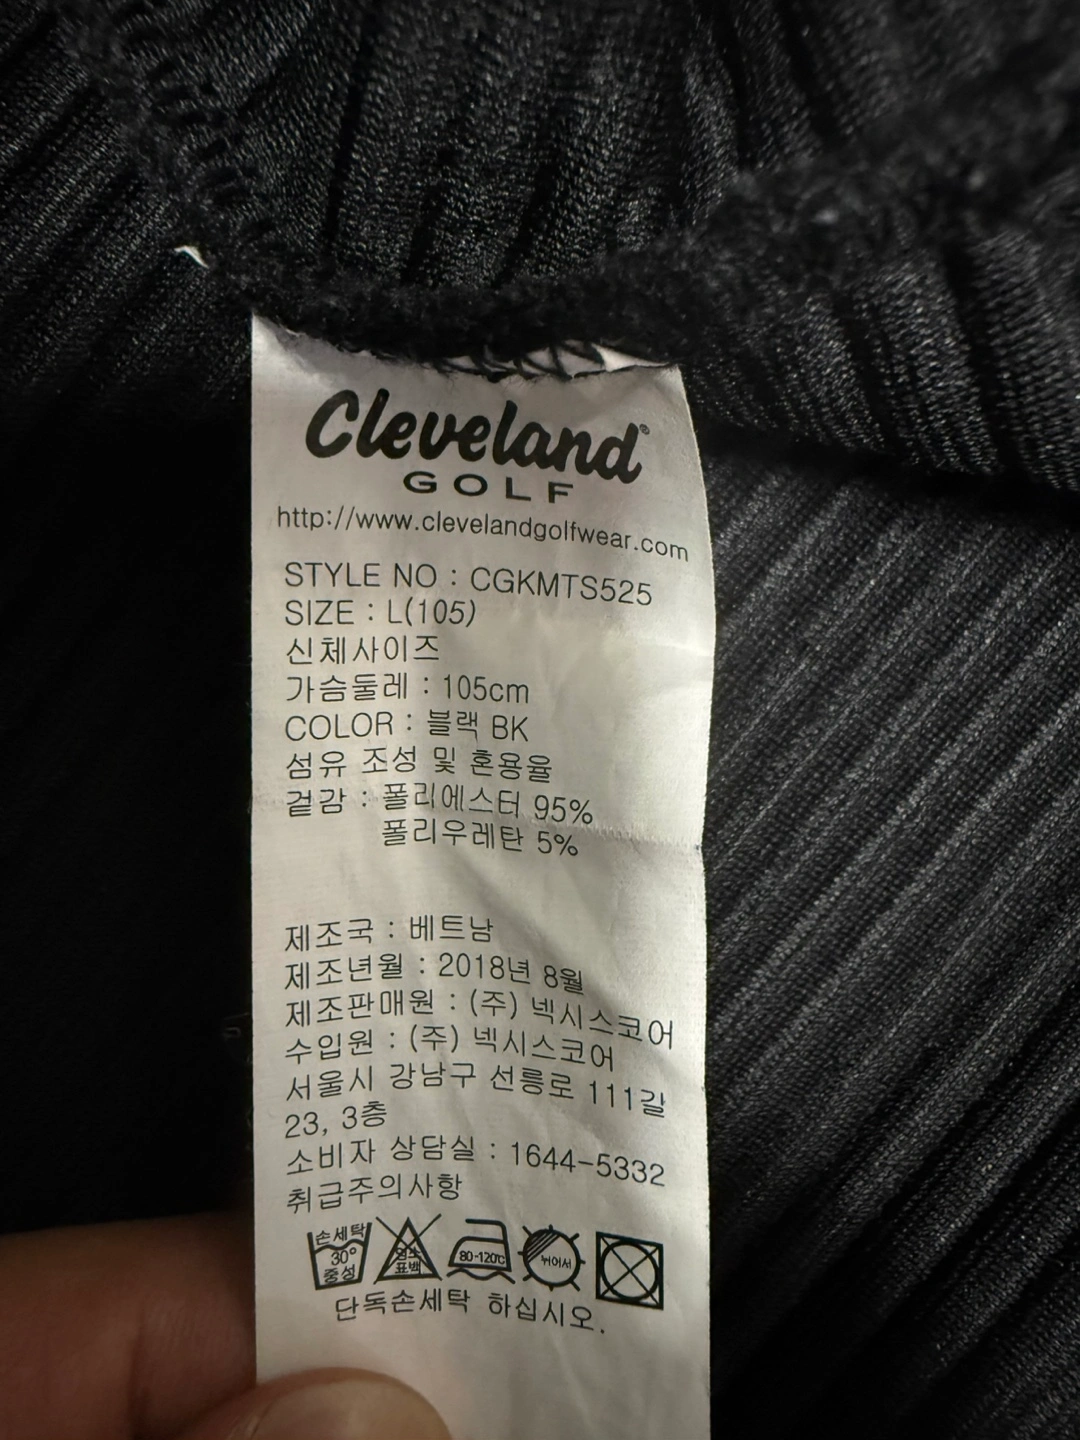 Cleveland®
GOLF
http://www.clevelandgolfwear.com
STYLE NO : CGKMTS525
SIZE : L(105)
신체사이즈
가슴둘레 : 105cm
COLOR : 블랙 BK
섬유 조성 및 혼용율
겉감 : 폴리에스터 95%
폴리우레탄 5%
제조국 : 베트남
제조년월 : 2018년 8월
제조판매원 : (주) 넥시스코어
수입원 : (주) 넥시스코어
서울시 강남구 선릉로 111길
23, 3층
소비자 상담실 : 1644-5332
취급주의사항
손세탁 30° 중성
염소 표백
80-120℃
뉘어서
단독손세탁 하십시오.